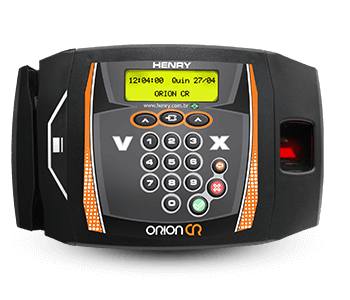 HENRY
12:04:00 Quin 27/04
ORION CR
www.henry.com.br
V X
1 2 3
4 5 6
7 8 9
0
ORION CR